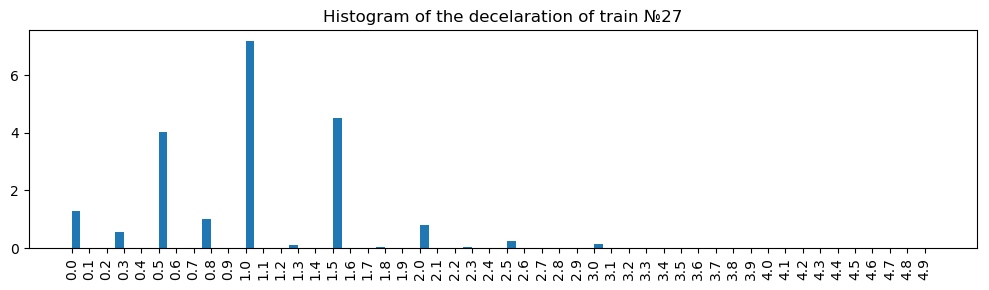 Histogram of the decelaration of train №27
6
4
2
0
0.0 0.1 0.2 0.3 0.4 0.5 0.6 0.7 0.8 0.9 1.0 1.1 1.2 1.3 1.4 1.5 1.6 1.7 1.8 1.9 2.0 2.1 2.2 2.3 2.4 2.5 2.6 2.7 2.8 2.9 3.0 3.1 3.2 3.3 3.4 3.5 3.6 3.7 3.8 3.9 4.0 4.1 4.2 4.3 4.4 4.5 4.6 4.7 4.8 4.9